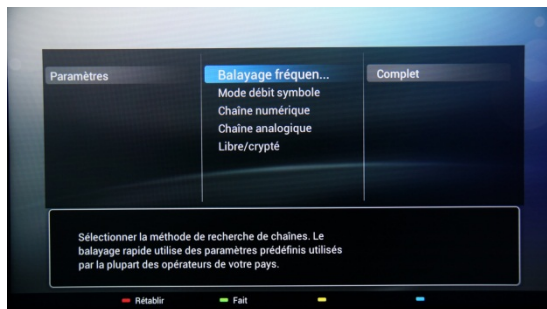 Paramètres
Balayage fréquen...
Complet
Mode débit symbole
Chaîne numérique
Chaîne analogique
Libre/crypté
Sélectionner la méthode de recherche de chaînes. Le
balayage rapide utilise des paramètres prédéfinis utilisés
par la plupart des opérateurs de votre pays.
Rétablir
Fait